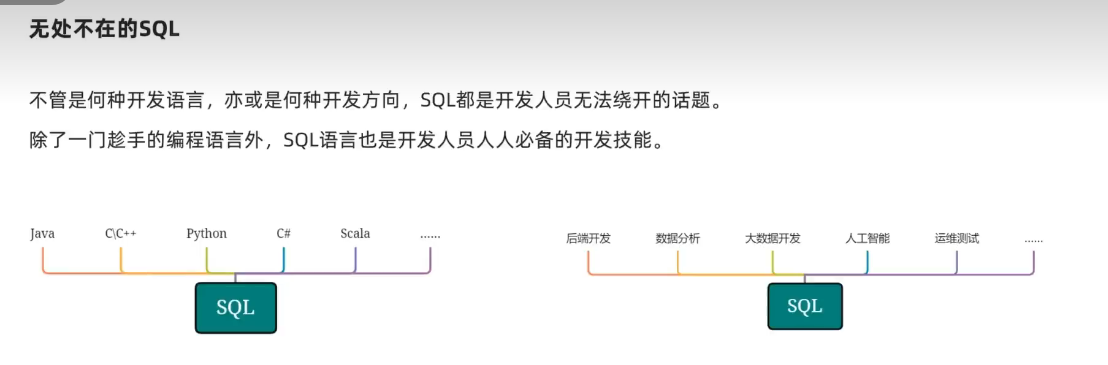 无处不在的SQL
不管是何种开发语言，亦或是何种开发方向，SQL都是开发人员无法绕开的话题。
除了一门趁手的编程语言外，SQL语言也是开发人员人人必备的开发技能。
Java C\C++ Python C# Scala ......
SQL
后端开发 数据分析 大数据开发 人工智能 运维测试 ......
SQL